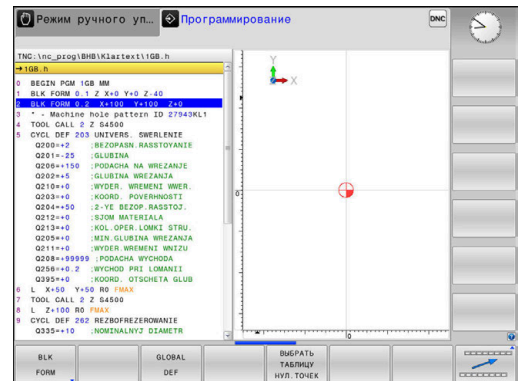 Режим ручного уп...
Программирование
DNC
TNC:\nc_prog\BHB\Klartext\1GB.h
→1GB.h
0 BEGIN PGM 1GB MM
1 BLK FORM 0.1 Z X+0 Y+0 Z-40
2 BLK FORM 0.2 X+100 Y+100 Z+0
3 * - Machine hole pattern ID 27943KL1
4 TOOL CALL 2 Z S4500
5 CYCL DEF 203 UNIVERS. SWERLENIE
Q200=+2 ;BEZOPASN.RASSTOYANIE
Q201=-25 ;GLUBINA
Q206=+150 ;PODACHA NA WREZANJE
Q202=+5 ;GLUBINA WREZANJA
Q210=+0 ;WYDER. WREMENI WWER.
Q203=+0 ;KOORD. POVERHNOSTI
Q204=+50 ;2-YE BEZOP.RASSTOJ.
Q212=+0 ;SJOM MATERIALA
Q213=+0 ;KOL.OPER.LOMKI STRU.
Q205=+0 ;MIN.GLUBINA WREZANJA
Q211=+0 ;WYDER.WREMENI WNIZU
Q208=+99999 ;PODACHA WYCHODA
Q256=+0.2 ;WYCHOD PRI LOMANII
Q395=+0 ;KOORD. OTSCHETA GLUB
6 L X+50 Y+50 R0 FMAX
7 TOOL CALL 2 Z S4500
8 L Z+100 R0 FMAX
9 CYCL DEF 262 REZBOFREZEROWANIE
Q335=+10 ;NOMINALNYJ DIAMETR
Y
X
0
0
BLK
FORM
GLOBAL
DEF
ВЫБРАТЬ
ТАБЛИЦУ
НУЛ.ТОЧЕК